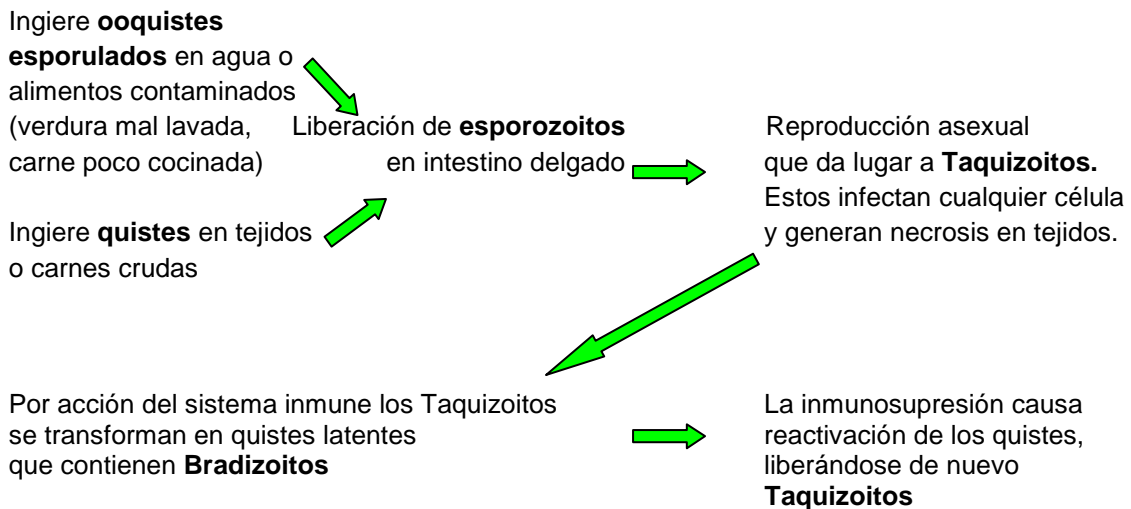 Ingiere ooquistes
esporulados en agua o
alimentos contaminados
(verdura mal lavada,
carne poco cocinada)
Ingiere quistes en tejidos
o carnes crudas
Liberación de esporozoitos
en intestino delgado
Reproducción asexual
que da lugar a Taquizoitos.
Estos infectan cualquier célula
y generan necrosis en tejidos.
Por acción del sistema inmune los Taquizoitos
se transforman en quistes latentes
que contienen Bradizoitos
La inmunosupresión causa
reactivación de los quistes,
liberándose de nuevo
Taquizoitos